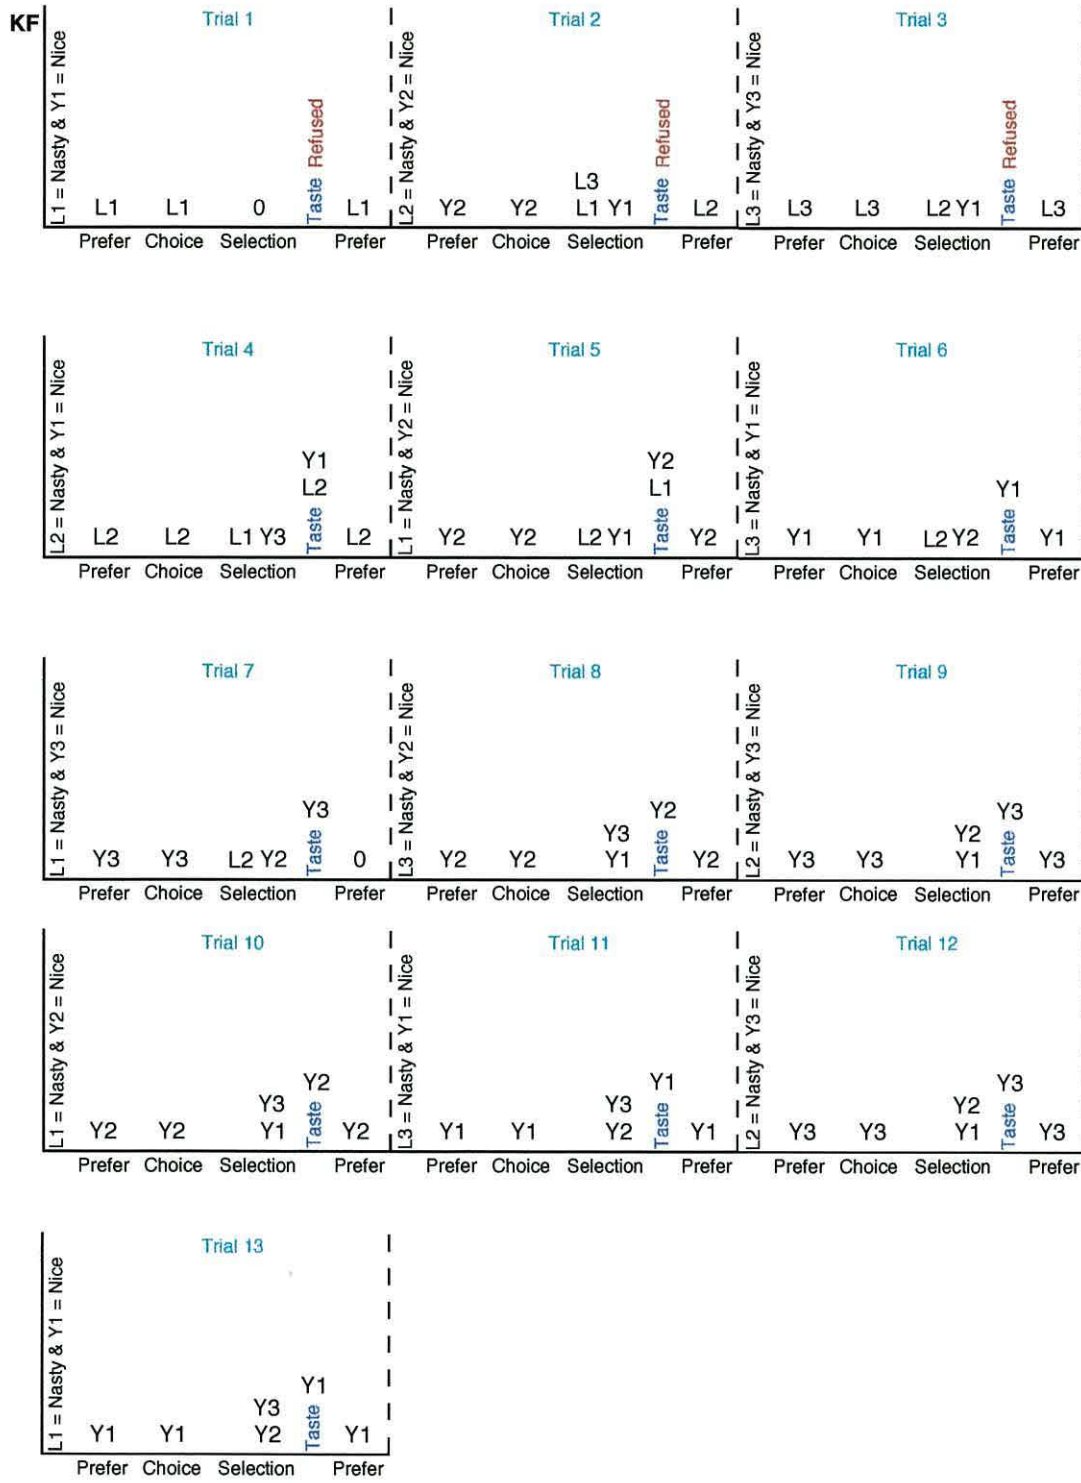 KF
Trial 1
L1 = Nasty & Y1 = Nice
L1 L1 0 Taste Refused L1
Prefer Choice Selection Prefer
Trial 2
L2 = Nasty & Y2 = Nice
L3
Y2 Y2 L1 Y1 Taste Refused L2
Prefer Choice Selection Prefer
Trial 3
L3 = Nasty & Y3 = Nice
L3 L3 L2 Y1 Taste Refused L3
Prefer Choice Selection Prefer
Trial 4
L2 = Nasty & Y1 = Nice
Y1
L2
L2 L2 L1 Y3 Taste L2
Prefer Choice Selection Prefer
Trial 5
L1 = Nasty & Y2 = Nice
Y2
L1
Y2 Y2 L2 Y1 Taste Y2
Prefer Choice Selection Prefer
Trial 6
L3 = Nasty & Y1 = Nice
Y1
Y1 Y1 L2 Y2 Taste Y1
Prefer Choice Selection Prefer
Trial 7
L1 = Nasty & Y3 = Nice
Y3
Y3 Y3 L2 Y2 Taste 0
Prefer Choice Selection Prefer
Trial 8
L3 = Nasty & Y2 = Nice
Y2
Y3
Y2 Y2 Y1 Taste Y2
Prefer Choice Selection Prefer
Trial 9
L2 = Nasty & Y3 = Nice
Y3
Y2
Y3 Y3 Y1 Taste Y3
Prefer Choice Selection Prefer
Trial 10
L1 = Nasty & Y2 = Nice
Y2
Y3
Y2 Y2 Y1 Taste Y2
Prefer Choice Selection Prefer
Trial 11
L3 = Nasty & Y1 = Nice
Y1
Y3
Y1 Y1 Y2 Taste Y1
Prefer Choice Selection Prefer
Trial 12
L2 = Nasty & Y3 = Nice
Y3
Y2
Y3 Y3 Y1 Taste Y3
Prefer Choice Selection Prefer
Trial 13
L1 = Nasty & Y1 = Nice
Y1
Y3
Y1 Y1 Y2 Taste Y1
Prefer Choice Selection Prefer